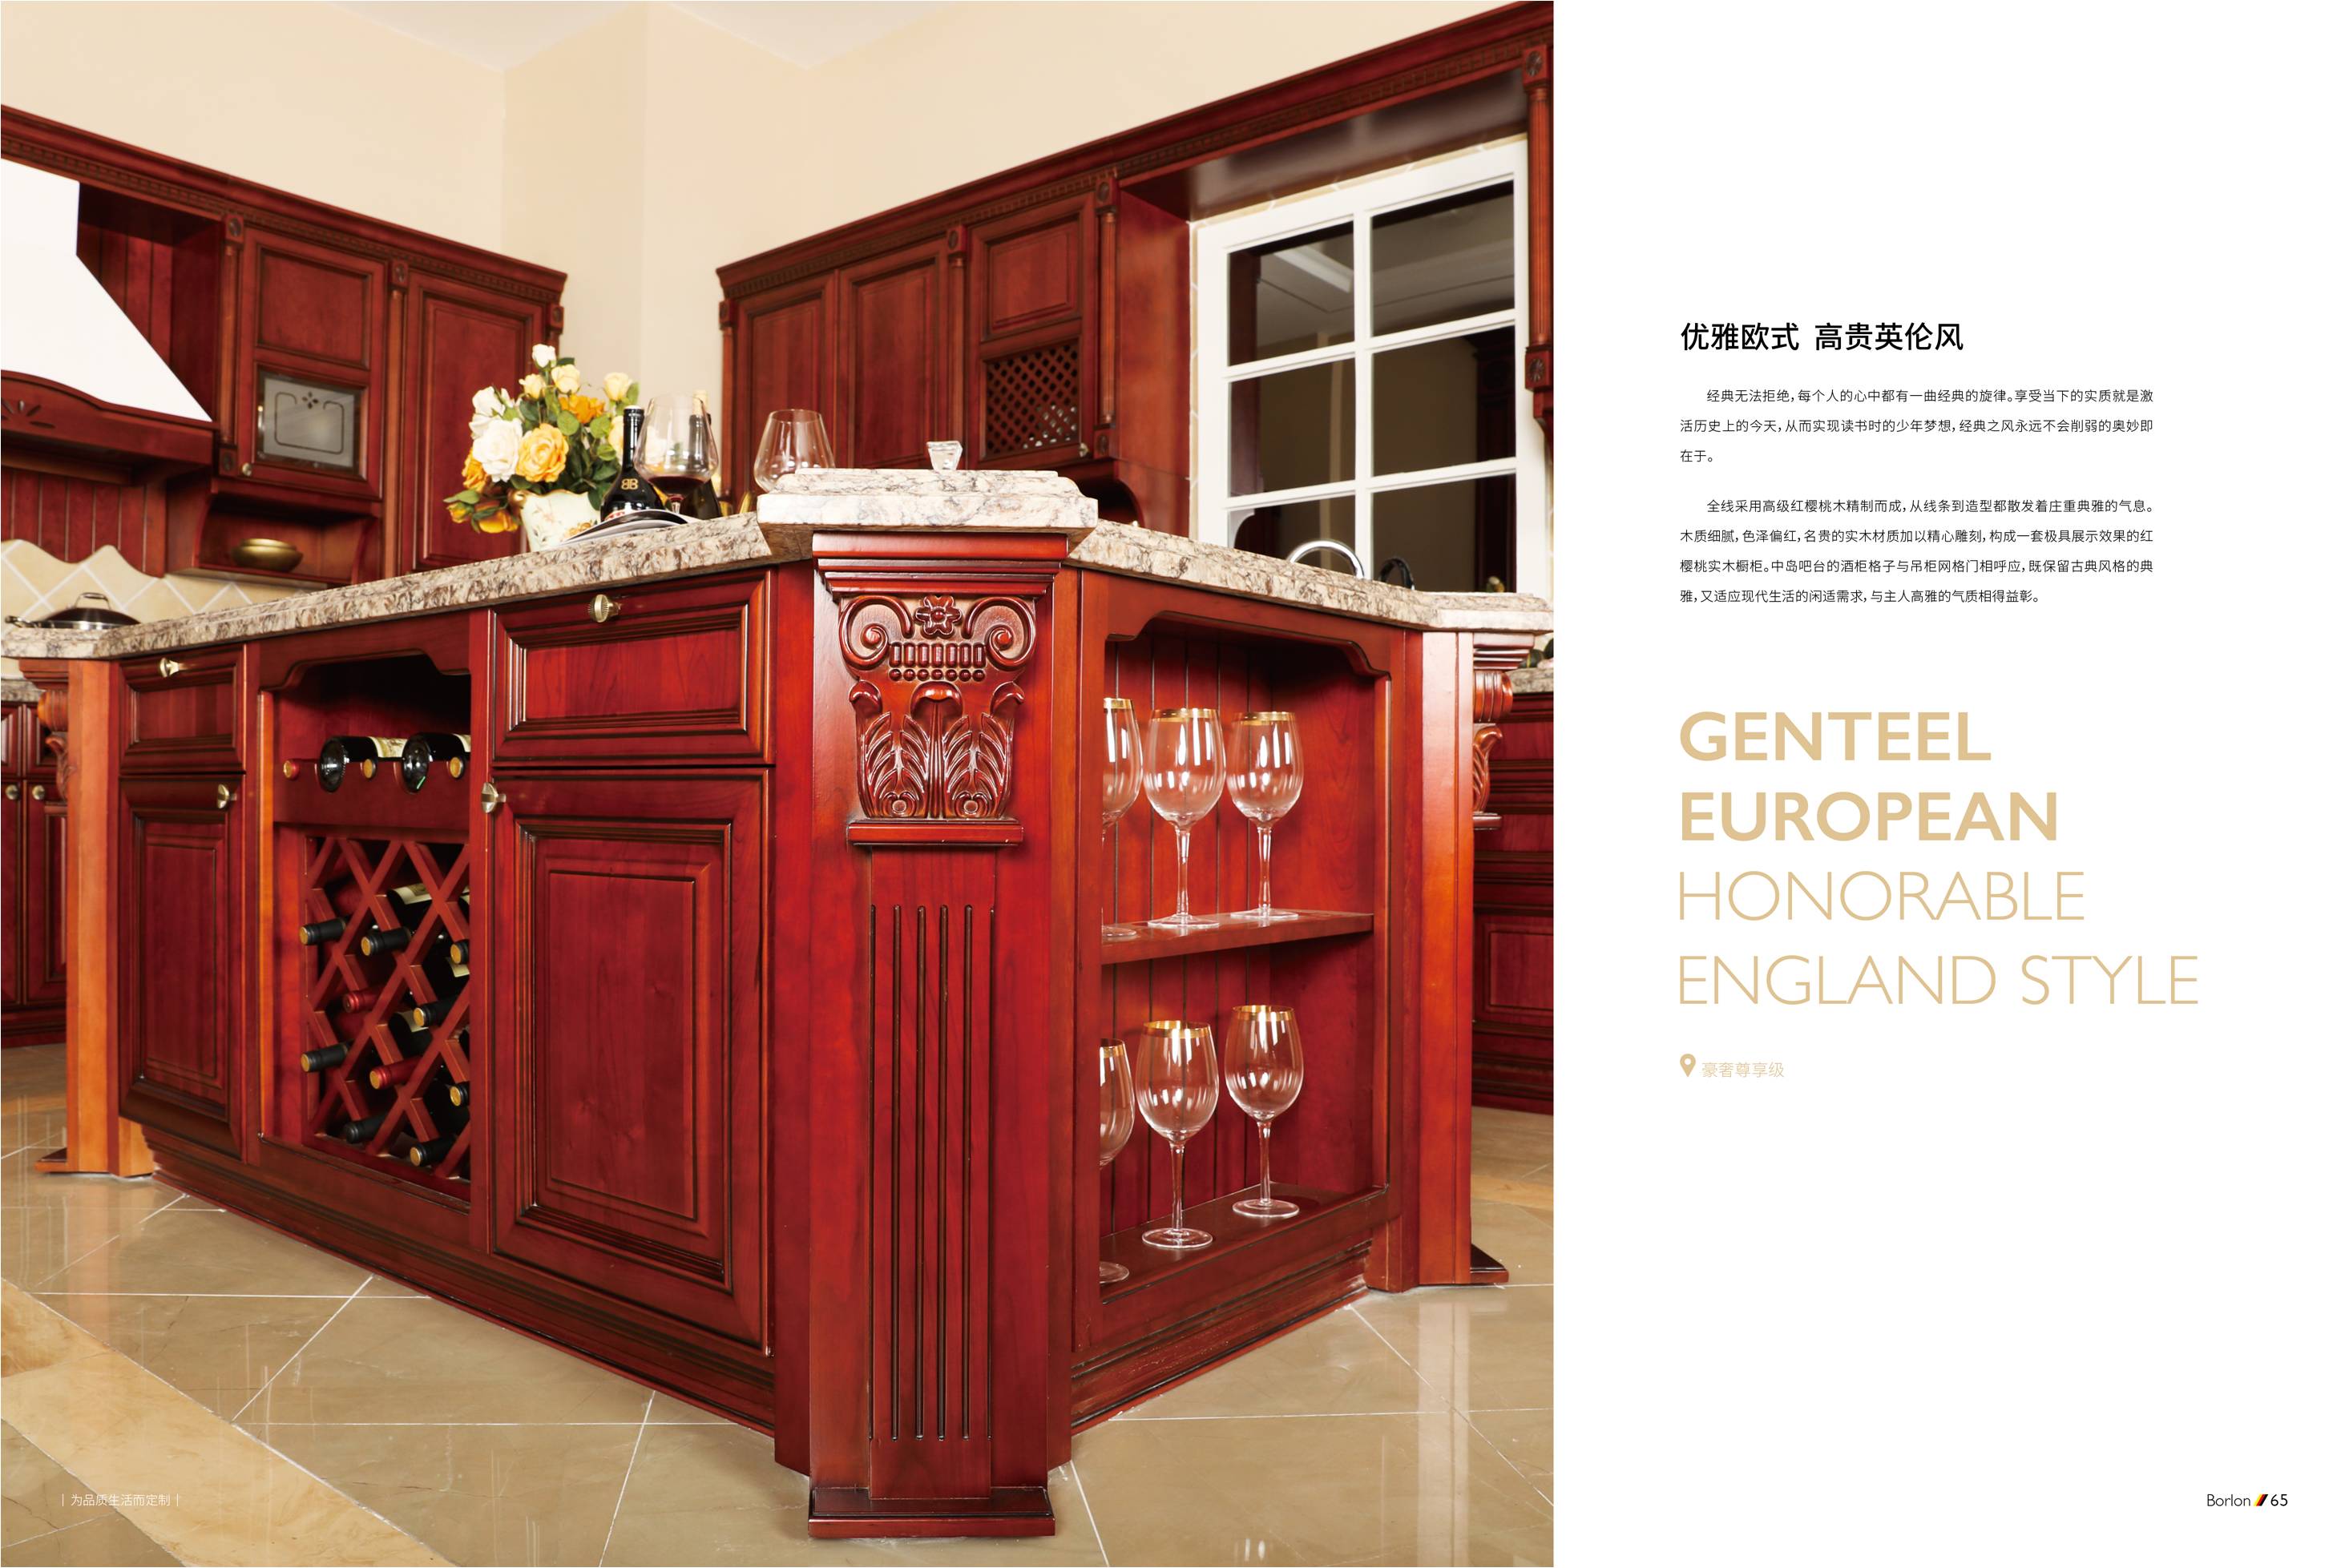 优雅欧式 高贵英伦风
经典无法拒绝,每个人的心中都有一曲经典的旋律。享受当下的实质就是激
活历史上的今天,从而实现读书时的少年梦想,经典之风永远不会削弱的奥妙即
在于。
全线采用高级红樱桃木精制而成,从线条到造型都散发着庄重典雅的气息。
木质细腻,色泽偏红,名贵的实木材质加以精心雕刻,构成一套极具展示效果的红
樱桃实木橱柜。中岛吧台的酒柜格子与吊柜网格门相呼应,既保留古典风格的典
雅,又适应现代生活的闲适需求,与主人高雅的气质相得益彰。
GENTEEL
EUROPEAN
HONORABLE
ENGLAND STYLE
豪奢尊享级
| 为品质生活而定制 |
Borlon 65